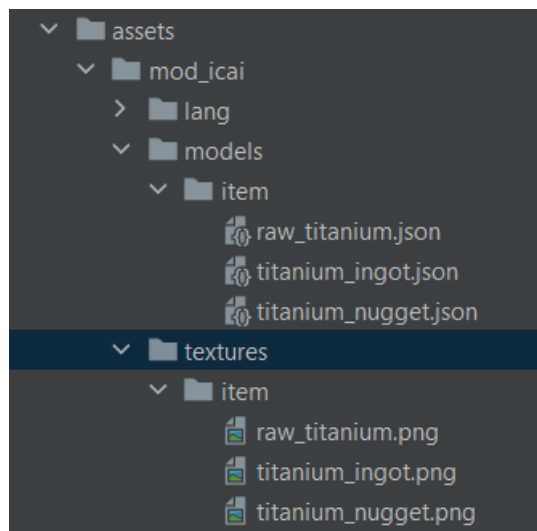 assets
mod_icai
lang
models
item
raw_titanium.json
titanium_ingot.json
titanium_nugget.json
textures
item
raw_titanium.png
titanium_ingot.png
titanium_nugget.png